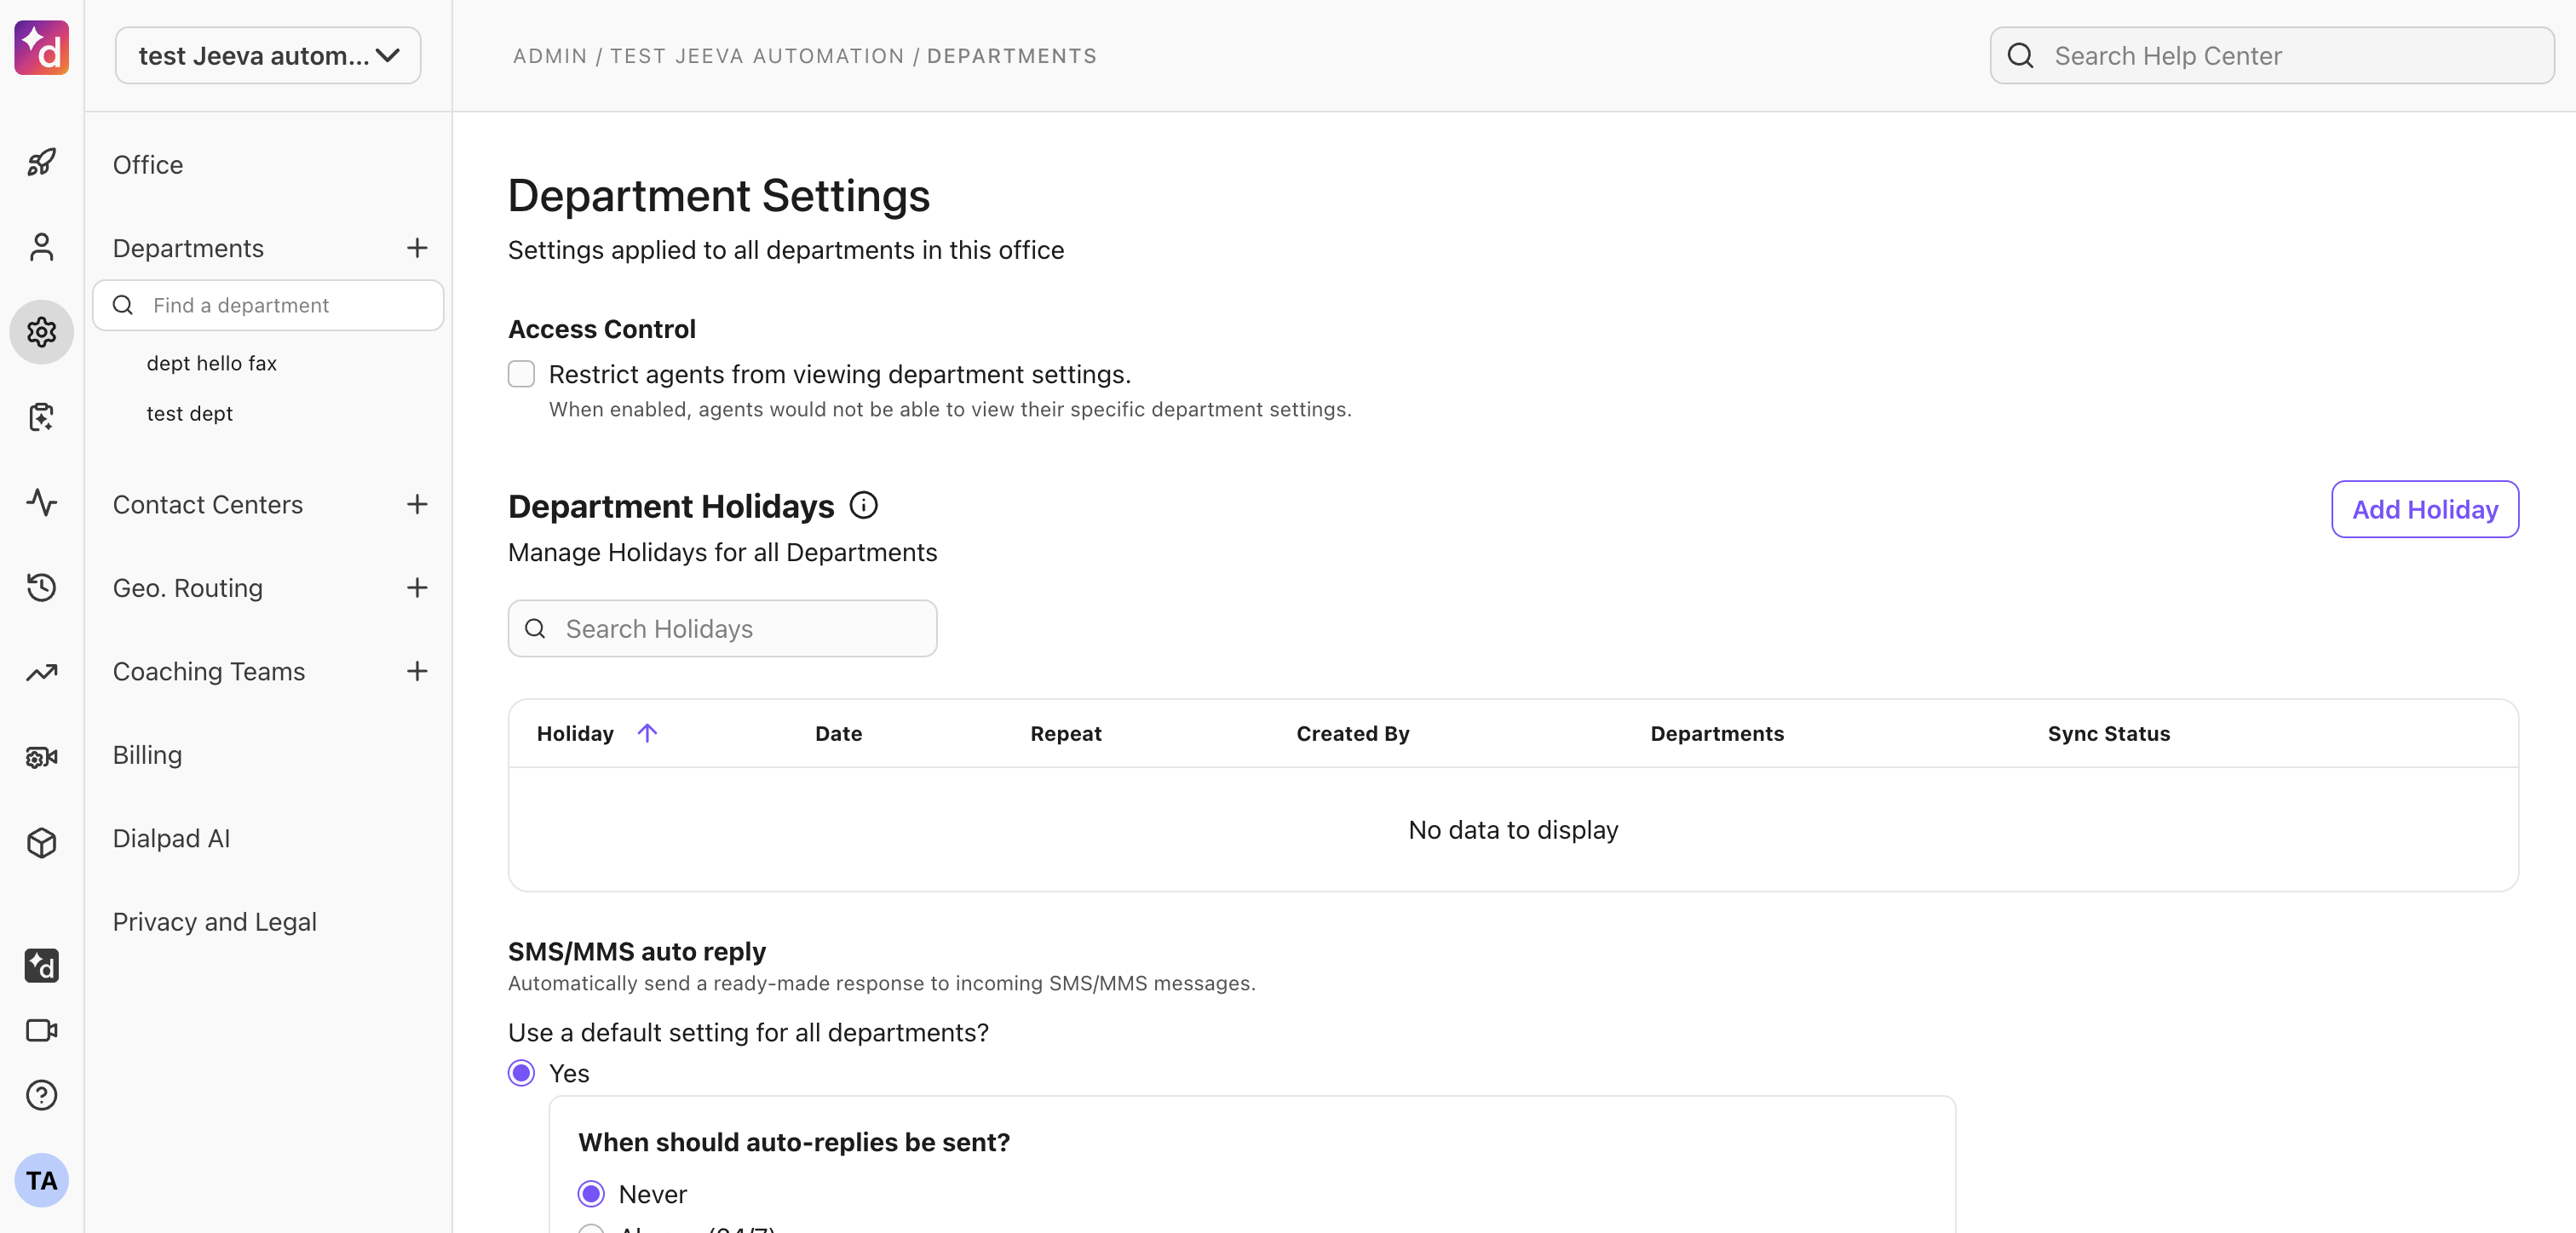 test Jeeva autom...
ADMIN / TEST JEEVA AUTOMATION / DEPARTMENTS
Search Help Center
Office
Departments
Find a department
dept hello fax
test dept
Contact Centers
Geo. Routing
Coaching Teams
Billing
Dialpad AI
Privacy and Legal
TA
Department Settings
Settings applied to all departments in this office
Access Control
Restrict agents from viewing department settings.
When enabled, agents would not be able to view their specific department settings.
Department Holidays
Add Holiday
Manage Holidays for all Departments
Search Holidays
Holiday Date Repeat Created By Departments Sync Status
No data to display
SMS/MMS auto reply
Automatically send a ready-made response to incoming SMS/MMS messages.
Use a default setting for all departments?
Yes
When should auto-replies be sent?
Never